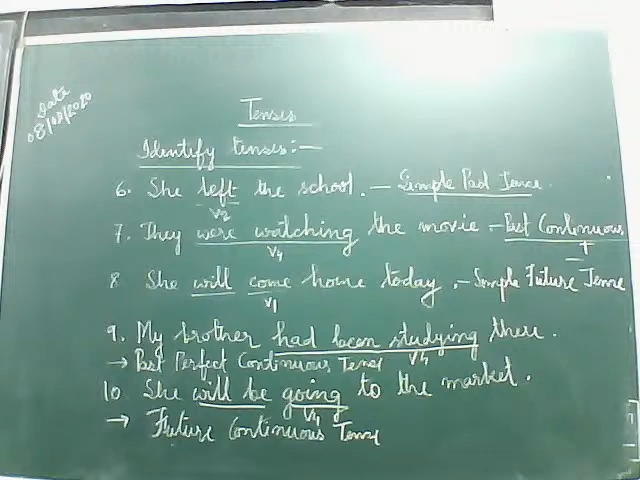 Date
08/08/2020
Tenses
Identify tenses:—
6. She left the school. — Simple Past Tense.
V2
7. They were watching the movie – Past Continuous
V4 T
8 She will come home today. – Simple Future Tense
V1
9. My brother had been studying there.
V4
→ Past Perfect Continuous Tense
10. She will be going to the market.
V4
→ Future Continuous Tense